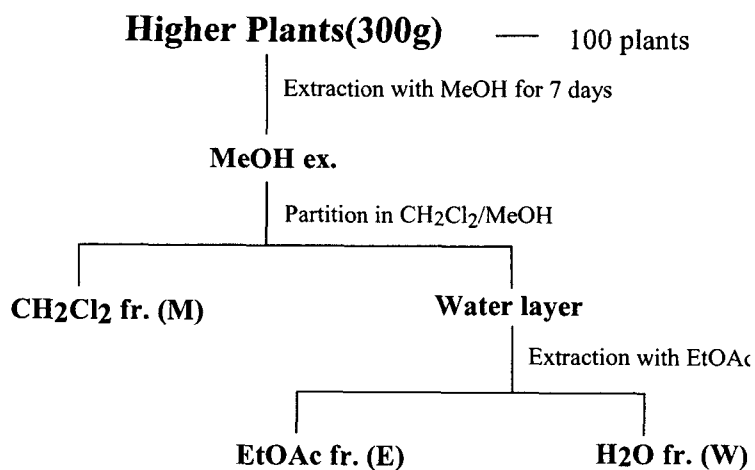 Higher Plants(300g) — 100 plants
Extraction with MeOH for 7 days
MeOH ex.
Partition in CH2Cl2/MeOH
CH2Cl2 fr. (M) Water layer
Extraction with EtOAc
EtOAc fr. (E) H2O fr. (W)